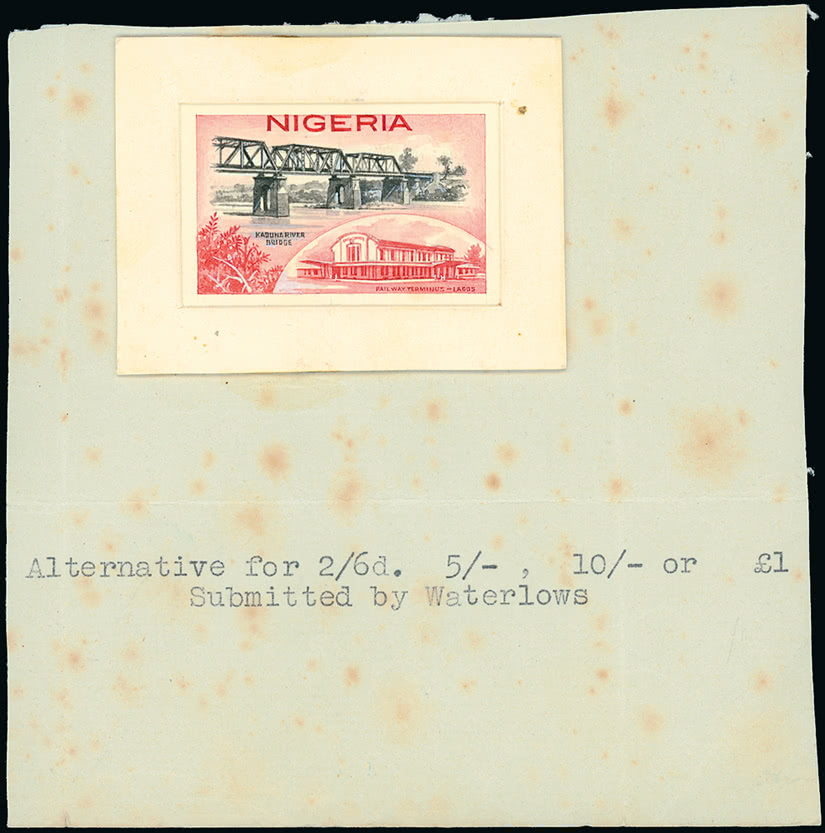 NIGERIA
KADUNA RIVER
BRIDGE
RAILWAY TERMINUS – LAGOS
Alternative for 2/6d. 5/- , 10/- or £1
Submitted by Waterlows